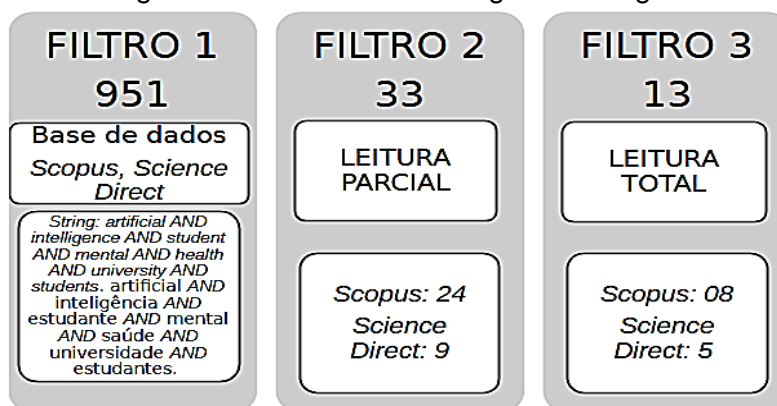 FILTRO 1
951
Base de dados
Scopus, Science
Direct
String: artificial AND
intelligence AND student
AND mental AND health
AND university AND
students. artificial AND
inteligência AND
estudante AND mental
AND saúde AND
universidade AND
estudantes.
FILTRO 2
33
LEITURA
PARCIAL
Scopus: 24
Science
Direct: 9
FILTRO 3
13
LEITURA
TOTAL
Scopus: 08
Science
Direct: 5